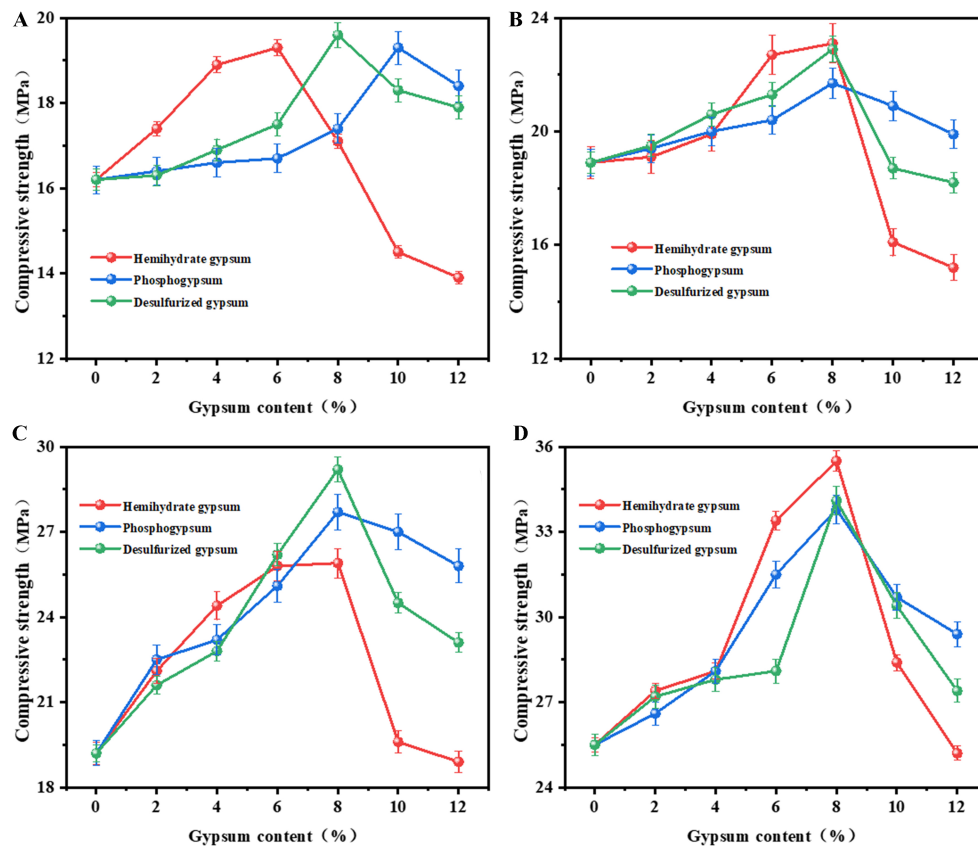 A
Compressive strength（MPa）
20
18
16
14
12
Hemihydrate gypsum
Phosphogypsum
Desulfurized gypsum
0 2 4 6 8 10 12
Gypsum content（%）
B
Compressive strength（MPa）
24
20
16
12
Hemihydrate gypsum
Phosphogypsum
Desulfurized gypsum
0 2 4 6 8 10 12
Gypsum content（%）
C
Compressive strength（MPa）
30
27
24
21
18
Hemihydrate gypsum
Phosphogypsum
Desulfurized gypsum
0 2 4 6 8 10 12
Gypsum content（%）
D
Compressive strength（MPa）
36
33
30
27
24
Hemihydrate gypsum
Phosphogypsum
Desulfurized gypsum
0 2 4 6 8 10 12
Gypsum content（%）